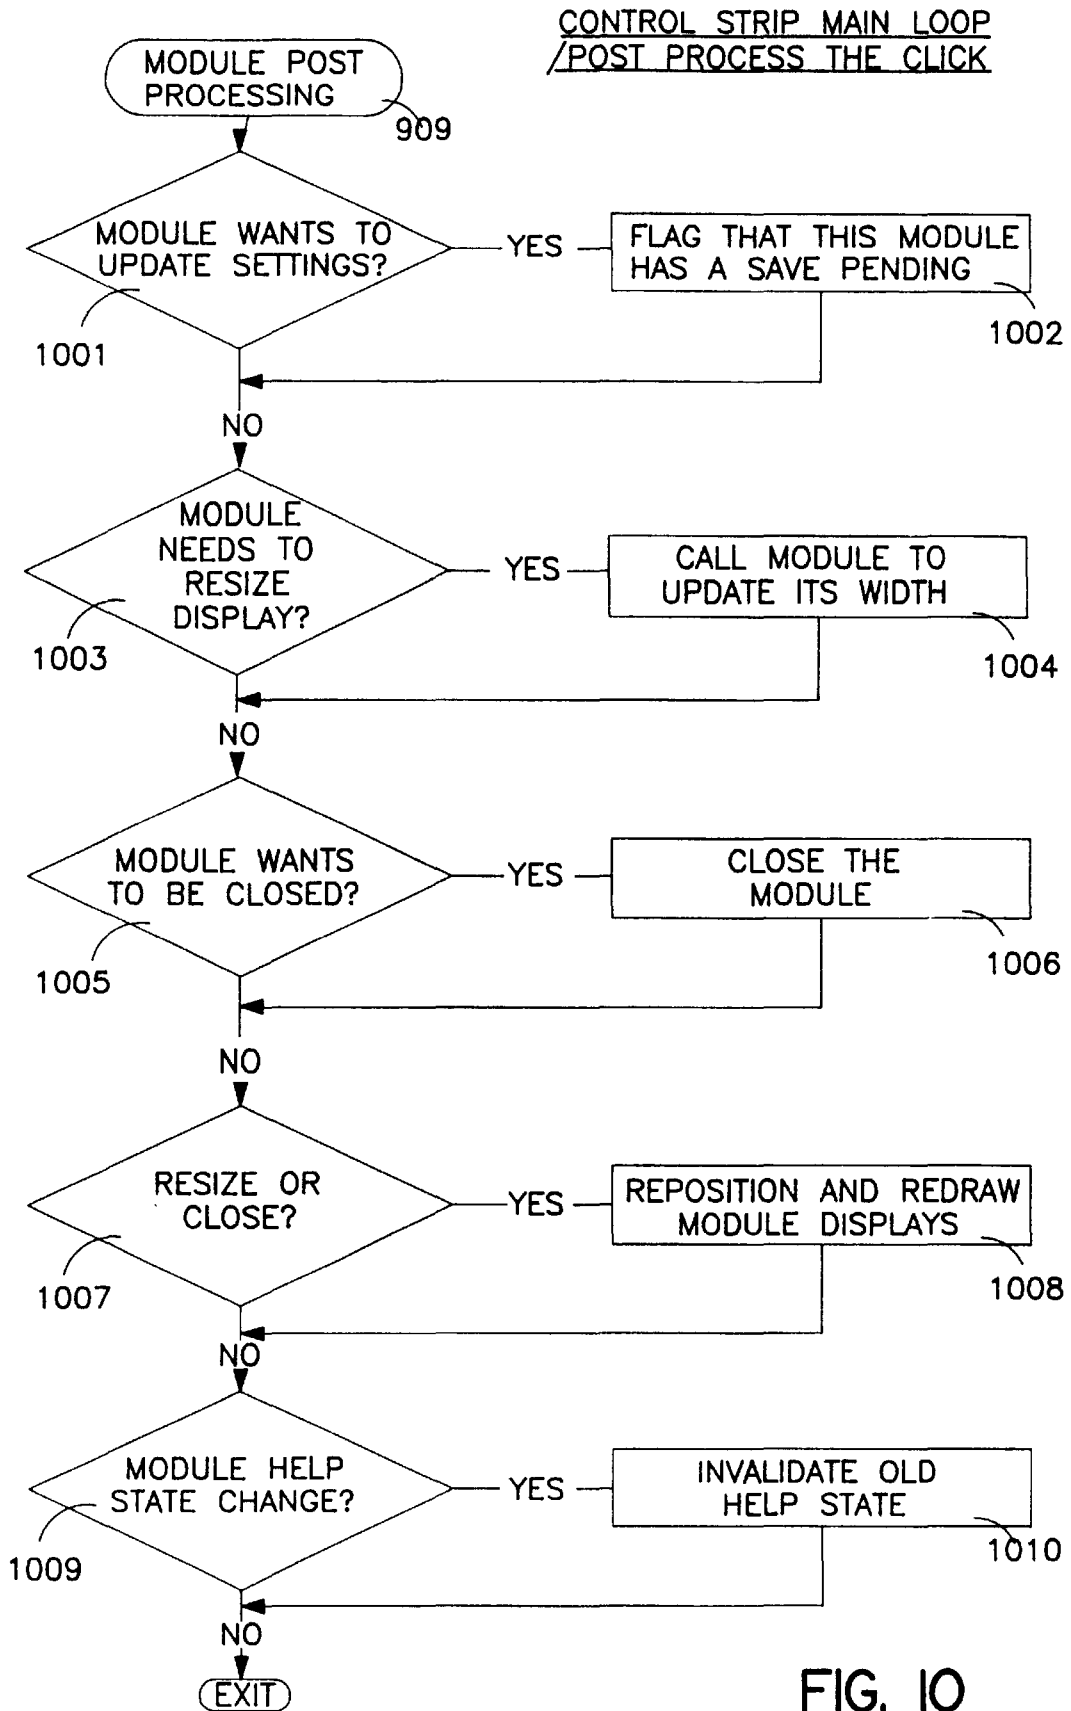 CONTROL STRIP MAIN LOOP
/POST PROCESS THE CLICK
MODULE POST
PROCESSING
909
MODULE WANTS TO
UPDATE SETTINGS?
1001
YES
FLAG THAT THIS MODULE
HAS A SAVE PENDING
1002
NO
MODULE
NEEDS TO
RESIZE
DISPLAY?
1003
YES
CALL MODULE TO
UPDATE ITS WIDTH
1004
NO
MODULE WANTS
TO BE CLOSED?
1005
YES
CLOSE THE
MODULE
1006
NO
RESIZE OR
CLOSE?
1007
YES
REPOSITION AND REDRAW
MODULE DISPLAYS
1008
NO
MODULE HELP
STATE CHANGE?
1009
YES
INVALIDATE OLD
HELP STATE
1010
NO
EXIT
FIG. 10